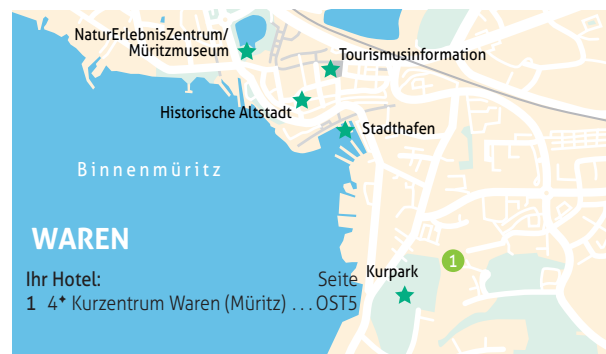 NaturErlebnisZentrum/
Müritzmuseum
Tourismusinformation
Historische Altstadt
Stadthafen
Binnenmüritz
WAREN
Ihr Hotel: Seite
1 4✦ Kurzentrum Waren (Müritz) ... OST5
Kurpark
1